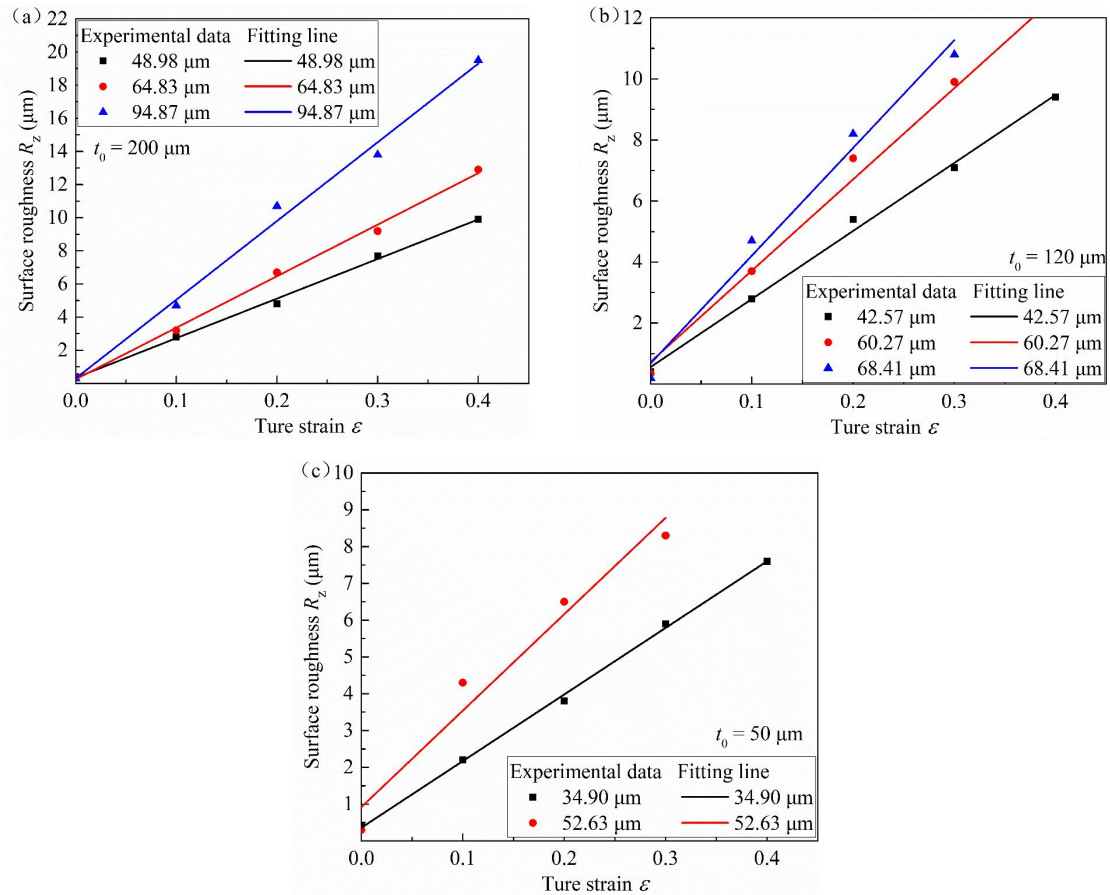 （a）
22
20
18
16
14
12
10
8
6
4
2
Surface roughness Rz (μm)
Experimental data Fitting line
48.98 μm 48.98 μm
64.83 μm 64.83 μm
94.87 μm 94.87 μm
t0 = 200 μm
0.0 0.1 0.2 0.3 0.4
Ture strain ε
（b）
12
10
8
6
4
2
Surface roughness Rz (μm)
t0 = 120 μm
Experimental data Fitting line
42.57 μm 42.57 μm
60.27 μm 60.27 μm
68.41 μm 68.41 μm
0.0 0.1 0.2 0.3 0.4
Ture strain ε
（c）
10
9
8
7
6
5
4
3
2
1
Surface roughness Rz (μm)
t0 = 50 μm
Experimental data Fitting line
34.90 μm 34.90 μm
52.63 μm 52.63 μm
0.0 0.1 0.2 0.3 0.4
Ture strain ε